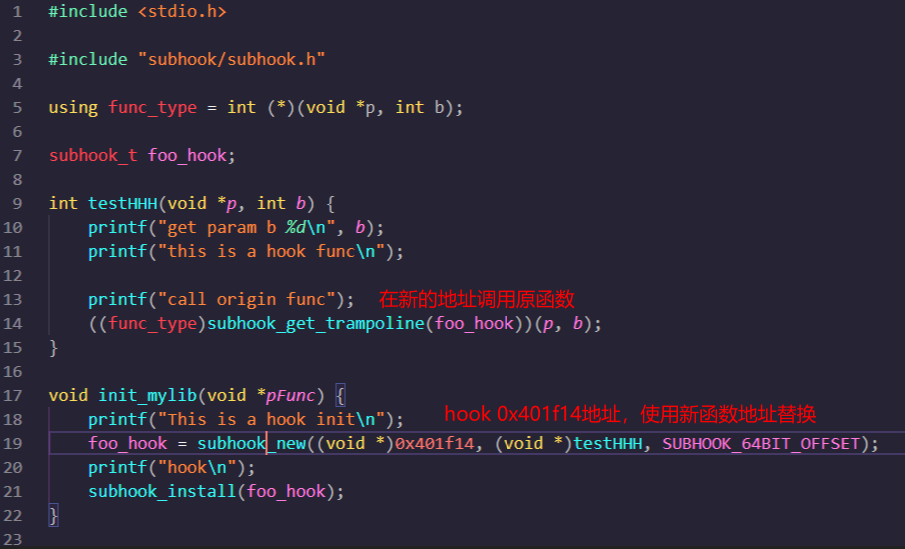 1 #include <stdio.h>
2
3 #include "subhook/subhook.h"
4
5 using func_type = int (*)(void *p, int b);
6
7 subhook_t foo_hook;
8
9 int testHHH(void *p, int b) {
10 printf("get param b %d\n", b);
11 printf("this is a hook func\n");
12
13 printf("call origin func"); 在新的地址调用原函数
14 ((func_type)subhook_get_trampoline(foo_hook))(p, b);
15 }
16
17 void init_mylib(void *pFunc) {
18 printf("This is a hook init\n"); hook 0x401f14地址，使用新函数地址替换
19 foo_hook = subhook_new((void *)0x401f14, (void *)testHHH, SUBHOOK_64BIT_OFFSET);
20 printf("hook\n");
21 subhook_install(foo_hook);
22 }
23